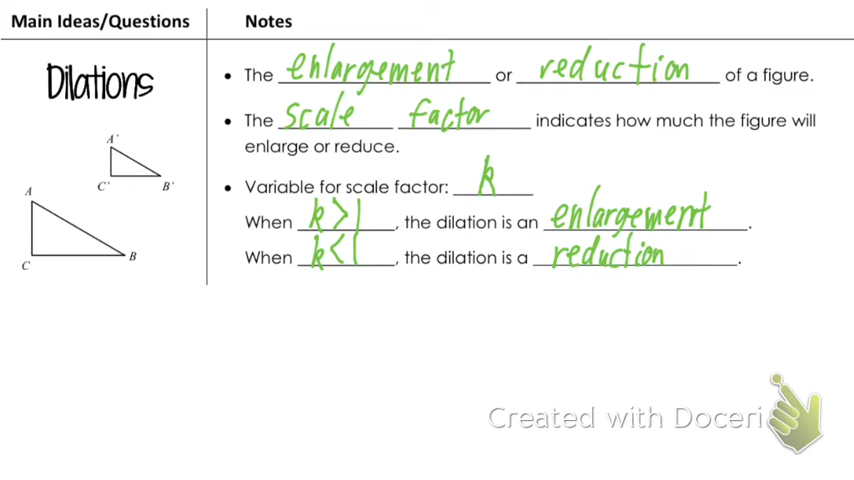 Main Ideas/Questions Notes
Dilations
• The enlargement or reduction of a figure.
• The scale factor indicates how much the figure will
enlarge or reduce.
A'
C' B'
A
C B
• Variable for scale factor: k
When k>1, the dilation is an enlargement.
When k<1, the dilation is a reduction.
Created with Doceri